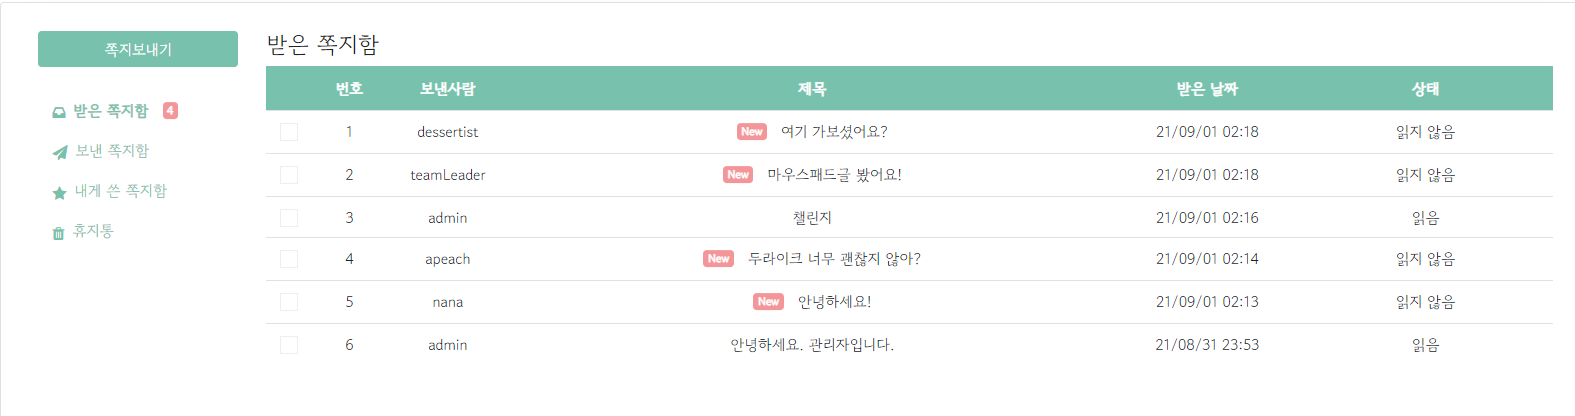 쪽지보내기
받은 쪽지함 4
보낸 쪽지함
내게 쓴 쪽지함
휴지통
받은 쪽지함
번호 보낸사람 제목 받은 날짜 상태
1 dessertist New 여기 가보셨어요? 21/09/01 02:18 읽지 않음
2 teamLeader New 마우스패드글 봤어요! 21/09/01 02:18 읽지 않음
3 admin 챌린지 21/09/01 02:16 읽음
4 apeach New 두라이크 너무 괜찮지 않아? 21/09/01 02:14 읽지 않음
5 nana New 안녕하세요! 21/09/01 02:13 읽지 않음
6 admin 안녕하세요. 관리자입니다. 21/08/31 23:53 읽음